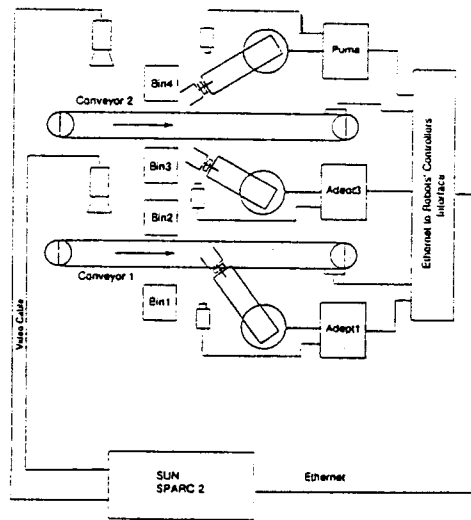 Puma
Bin4
Conveyor 2
Bin3
Adept3
Bin2
Ethernet to Robots' Controllers
Interface
Conveyor 1
Bin1
Adept1
Video Cable
SUN
SPARC 2
Ethernet